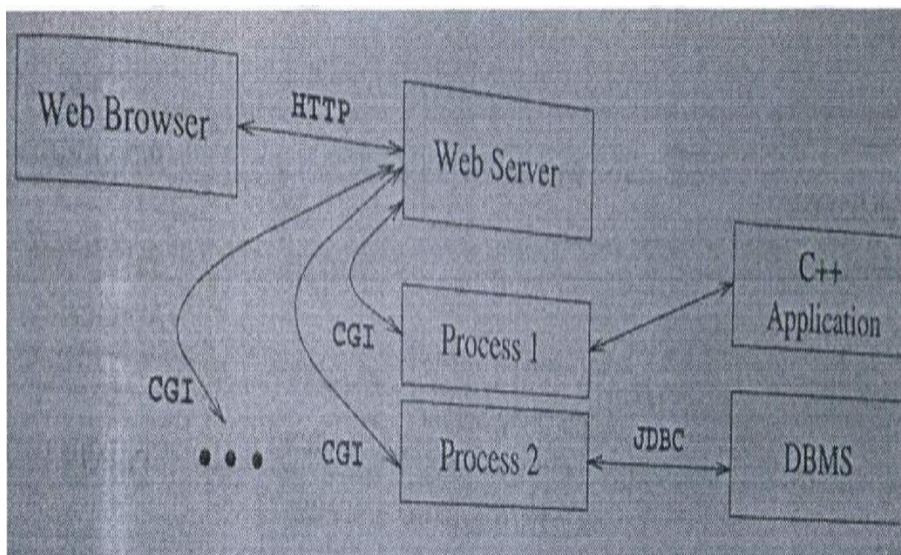 Web Browser
HTTP
Web Server
C++
Application
CGI
Process 1
CGI
CGI
Process 2
JDBC
DBMS